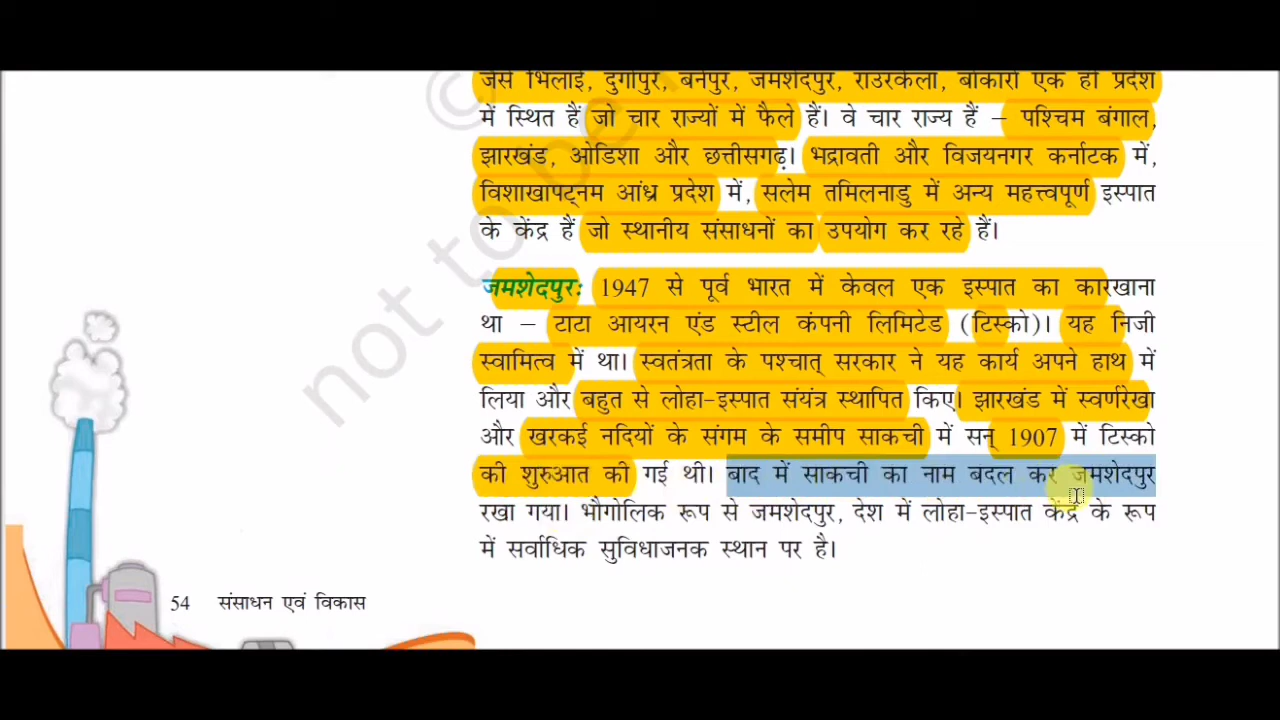 जैसे भिलाई, दुर्गापुर, बर्नपुर, जमशेदपुर, राउरकेला, बोकारो एक ही प्रदेश
में स्थित हैं जो चार राज्यों में फैले हैं। वे चार राज्य हैं – पश्चिम बंगाल,
झारखंड, ओडिशा और छत्तीसगढ़। भद्रावती और विजयनगर कर्नाटक में,
विशाखापट्नम आंध्र प्रदेश में, सलेम तमिलनाडु में अन्य महत्त्वपूर्ण इस्पात
के केंद्र हैं जो स्थानीय संसाधनों का उपयोग कर रहे हैं।
जमशेदपुरः 1947 से पूर्व भारत में केवल एक इस्पात का कारखाना
था – टाटा आयरन एंड स्टील कंपनी लिमिटेड (टिस्को)। यह निजी
स्वामित्व में था। स्वतंत्रता के पश्चात् सरकार ने यह कार्य अपने हाथ में
लिया और बहुत से लोहा-इस्पात संयंत्र स्थापित किए। झारखंड में स्वर्णरेखा
और खरकई नदियों के संगम के समीप साकची में सन् 1907 में टिस्को
की शुरुआत की गई थी। बाद में साकची का नाम बदल कर जमशेदपुर
रखा गया। भौगोलिक रूप से जमशेदपुर, देश में लोहा-इस्पात केंद्र के रूप
में सर्वाधिक सुविधाजनक स्थान पर है।
54 संसाधन एवं विकास
© not to be